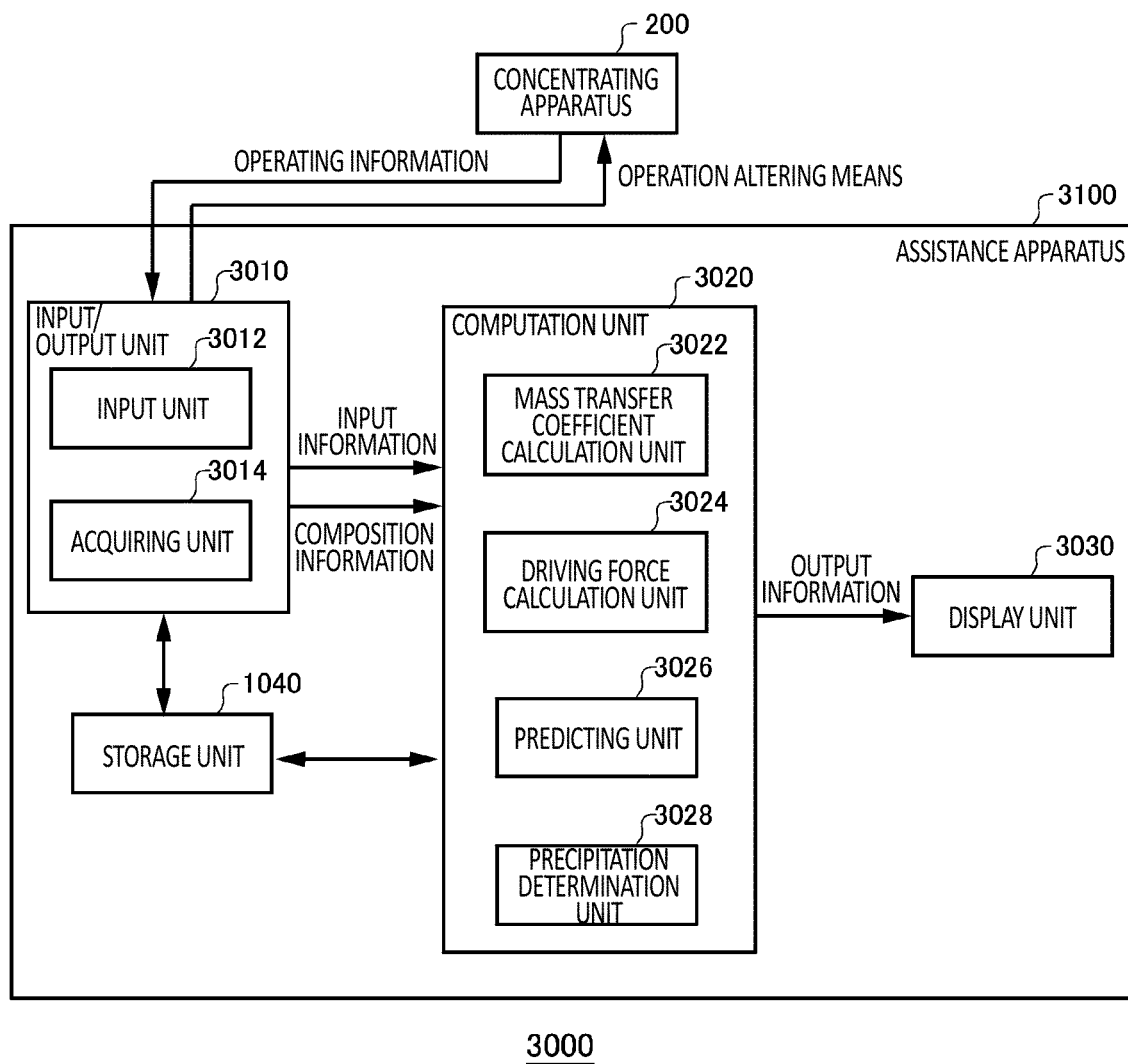 200
CONCENTRATING
APPARATUS
OPERATING INFORMATION
OPERATION ALTERING MEANS
3100
ASSISTANCE APPARATUS
3010
INPUT/
OUTPUT UNIT
3012
INPUT UNIT
3014
ACQUIRING UNIT
INPUT
INFORMATION
COMPOSITION
INFORMATION
3020
COMPUTATION UNIT
3022
MASS TRANSFER
COEFFICIENT
CALCULATION UNIT
3024
DRIVING FORCE
CALCULATION UNIT
3026
PREDICTING UNIT
3028
PRECIPITATION
DETERMINATION
UNIT
OUTPUT
INFORMATION
3030
DISPLAY UNIT
1040
STORAGE UNIT
3000